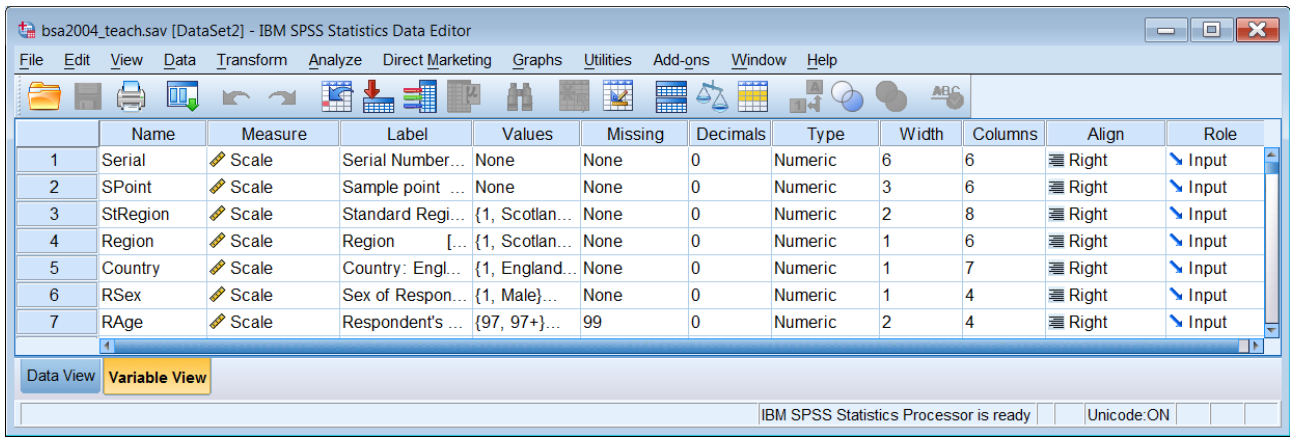 bsa2004_teach.sav [DataSet2] - IBM SPSS Statistics Data Editor
File Edit View Data Transform Analyze Direct Marketing Graphs Utilities Add-ons Window Help
Name Measure Label Values Missing Decimals Type Width Columns Align Role
1 Serial Scale Serial Number... None None 0 Numeric 6 6 Right Input
2 SPoint Scale Sample point ... None None 0 Numeric 3 6 Right Input
3 StRegion Scale Standard Regi... {1, Scotlan... None 0 Numeric 2 8 Right Input
4 Region Scale Region [... {1, Scotlan... None 0 Numeric 1 6 Right Input
5 Country Scale Country: Engl... {1, England... None 0 Numeric 1 7 Right Input
6 RSex Scale Sex of Respon... {1, Male}... None 0 Numeric 1 4 Right Input
7 RAge Scale Respondent's ... {97, 97+}... 99 0 Numeric 2 4 Right Input
Data View Variable View
IBM SPSS Statistics Processor is ready Unicode:ON